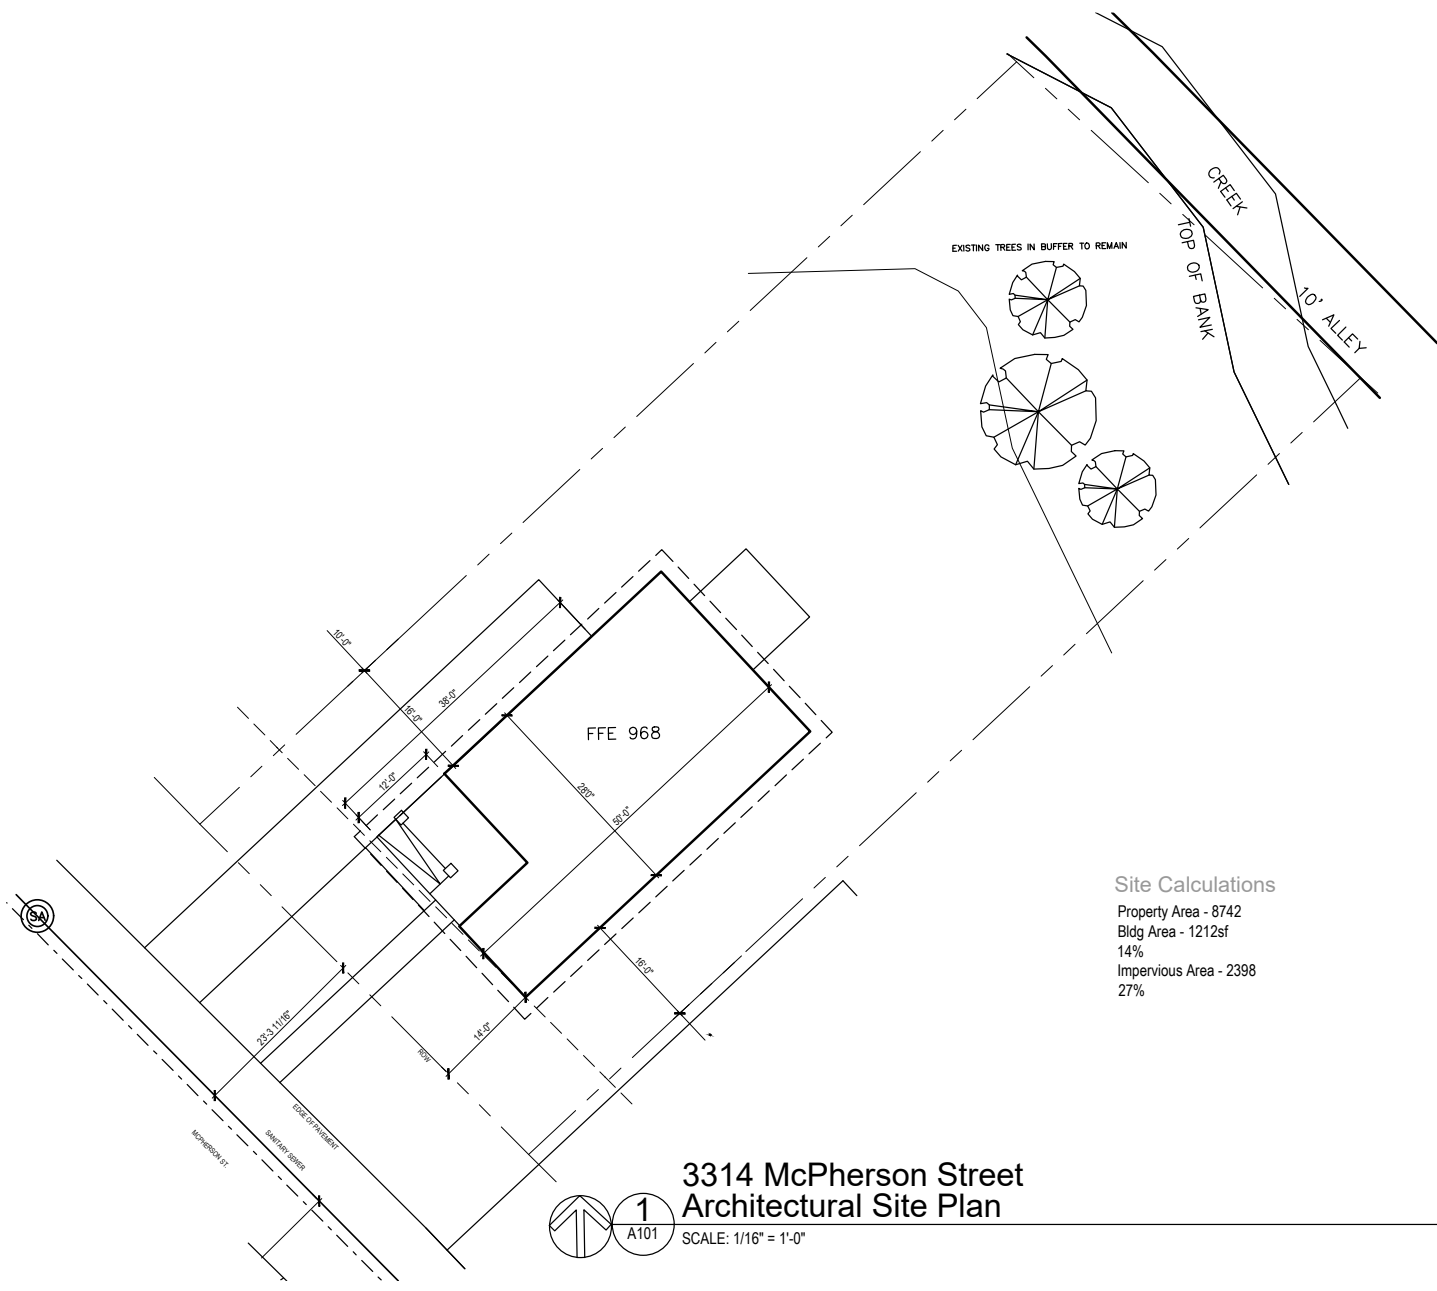 CREEK
TOP OF BANK
10' ALLEY
EXISTING TREES IN BUFFER TO REMAIN
10'-0"
38'-0"
16'-0"
12'-0"
FFE 968
28'0"
50'-0"
SA
16'-0"
23'-3 11/16"
14'-0"
ROW
EDGE OF PAVEMENT
SANITARY SEWER
MCPHERSON ST.
Site Calculations
Property Area - 8742
Bldg Area - 1212sf
14%
Impervious Area - 2398
27%
3314 McPherson Street
Architectural Site Plan
1
A101
SCALE: 1/16" = 1'-0"